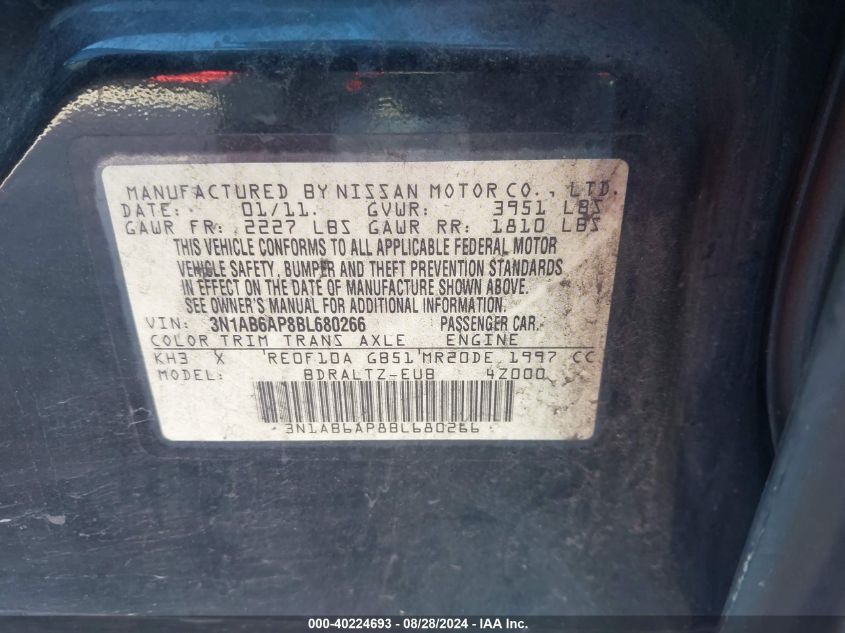 MANUFACTURED BY NISSAN MOTOR CO., LTD.
DATE: 01/11. GVWR: 3951 LBS
GAWR FR: 2227 LBS GAWR RR: 1810 LBS
THIS VEHICLE CONFORMS TO ALL APPLICABLE FEDERAL MOTOR
VEHICLE SAFETY, BUMPER AND THEFT PREVENTION STANDARDS
IN EFFECT ON THE DATE OF MANUFACTURE SHOWN ABOVE.
SEE OWNER'S MANUAL FOR ADDITIONAL INFORMATION.
VIN: 3N1AB6AP8BL680266 PASSENGER CAR
COLOR TRIM TRANS AXLE ENGINE
KH3 X RE0F10A GB51 MR20DE 1997 CC
MODEL: BDRALTZ-EUB 4Z000
3N1AB6AP8BL680266
000-40224693 - 08/28/2024 - IAA Inc.